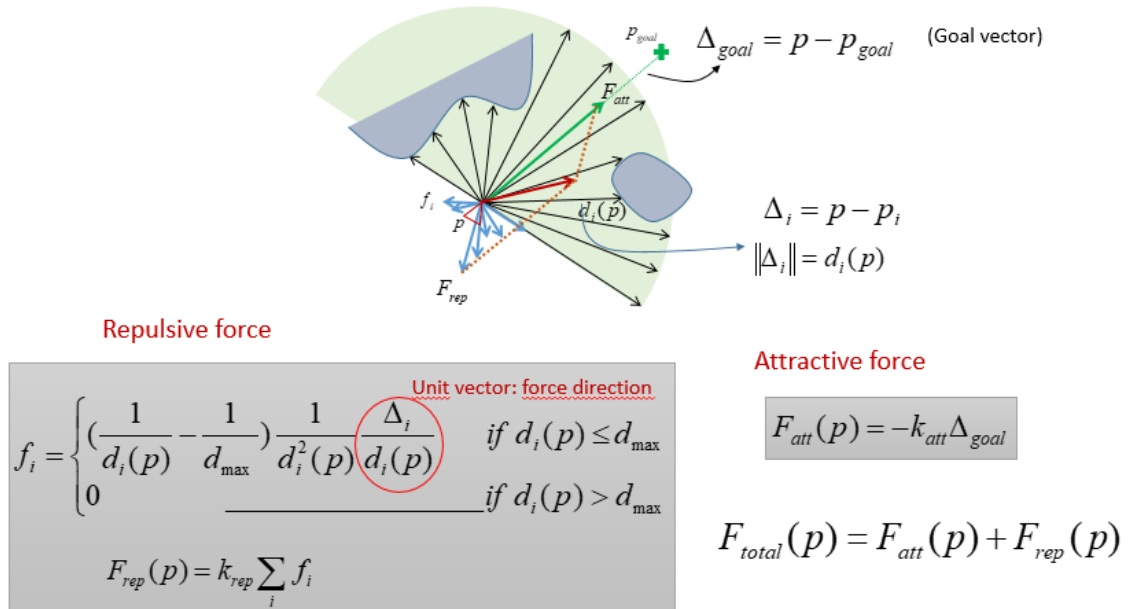 p_goal
Δ_goal = p − p_goal (Goal vector)
F_att
f_i
p
d_i(p)
F_rep
Δ_i = p − p_i
‖Δ_i‖ = d_i(p)
Repulsive force
Unit vector: force direction
f_i = { (1/d_i(p) − 1/d_max) 1/d_i²(p) Δ_i/d_i(p) if d_i(p) ≤ d_max
0 if d_i(p) > d_max
F_rep(p) = k_rep ∑_i f_i
Attractive force
F_att(p) = −k_att Δ_goal
F_total(p) = F_att(p) + F_rep(p)